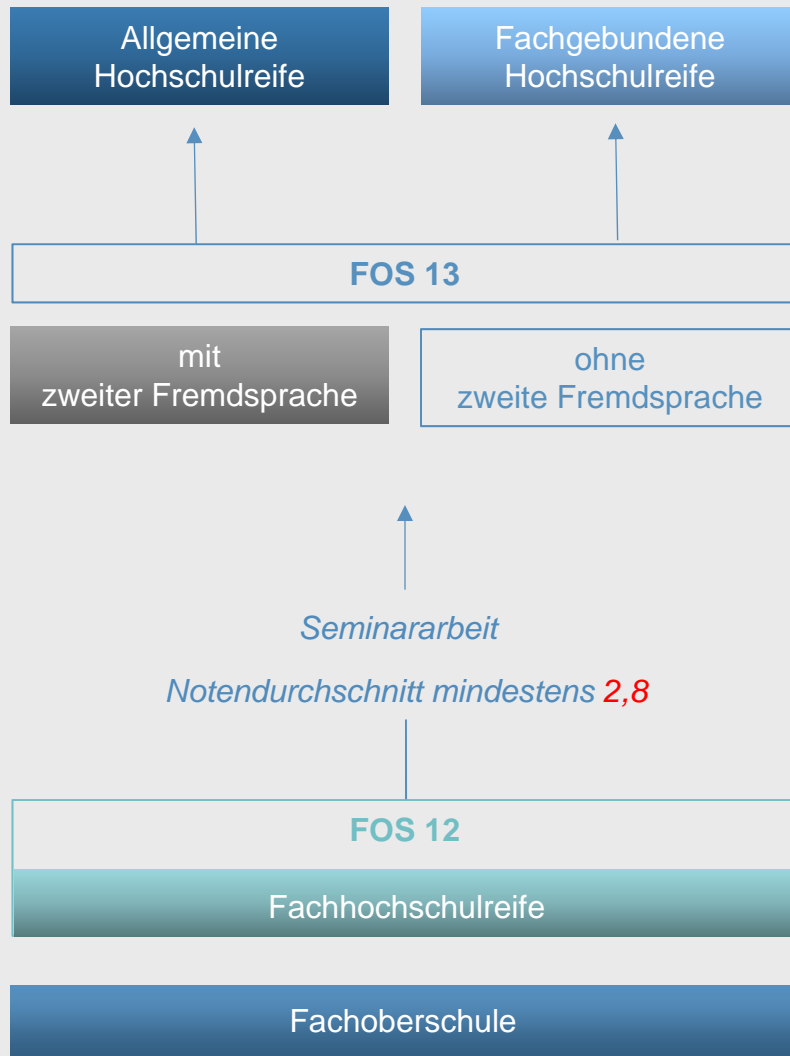 Allgemeine
Hochschulreife
Fachgebundene
Hochschulreife
FOS 13
mit
zweiter Fremdsprache
ohne
zweite Fremdsprache
Seminararbeit
Notendurchschnitt mindestens 2,8
FOS 12
Fachhochschulreife
Fachoberschule